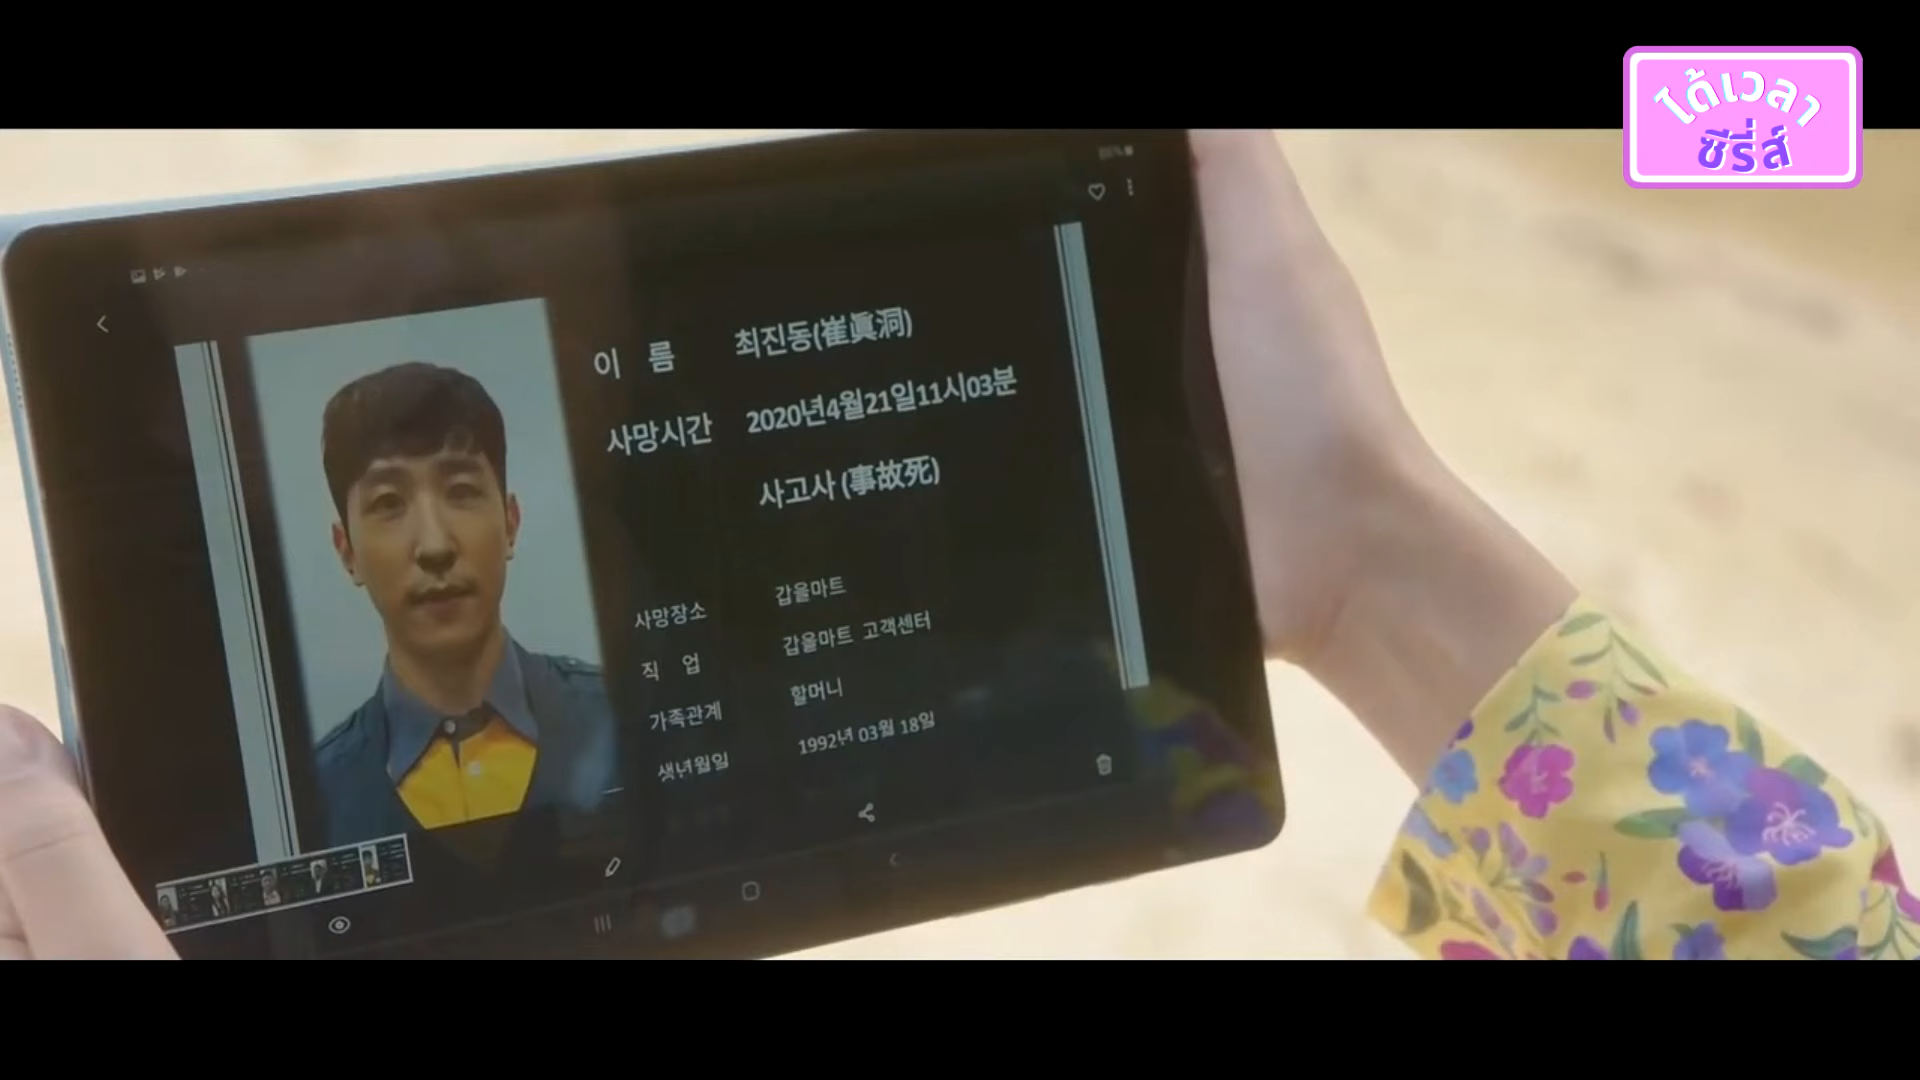 ได้เวลา
ซีรี่ส์
이 름 최진동(崔眞洞)
사망시간 2020년4월21일11시03분
사고사 (事故死)
사망장소 갑을마트
직 업 갑을마트 고객센터
가족관계 할머니
생년월일 1992년 03월 18일